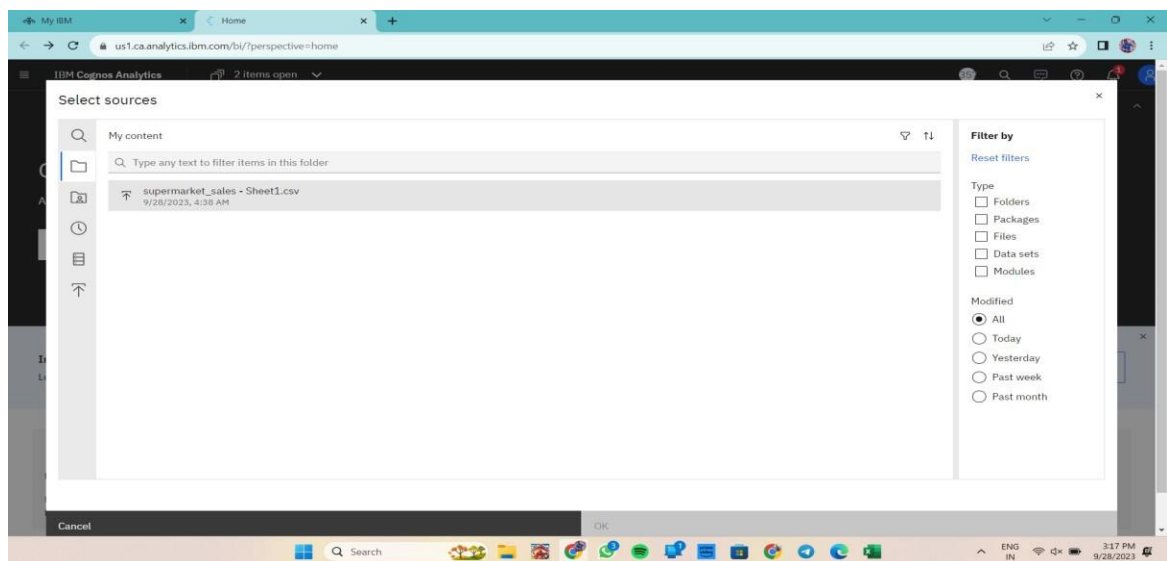 My IBM
Home
us1.ca.analytics.ibm.com/bi/?perspective=home
IBM Cognos Analytics
2 items open
Select sources
My content
Type any text to filter items in this folder
supermarket_sales - Sheet1.csv
9/28/2023, 4:38 AM
Filter by
Reset filters
Type
Folders
Packages
Files
Data sets
Modules
Modified
All
Today
Yesterday
Past week
Past month
Cancel
OK
Search
ENG
IN
3:17 PM
9/28/2023